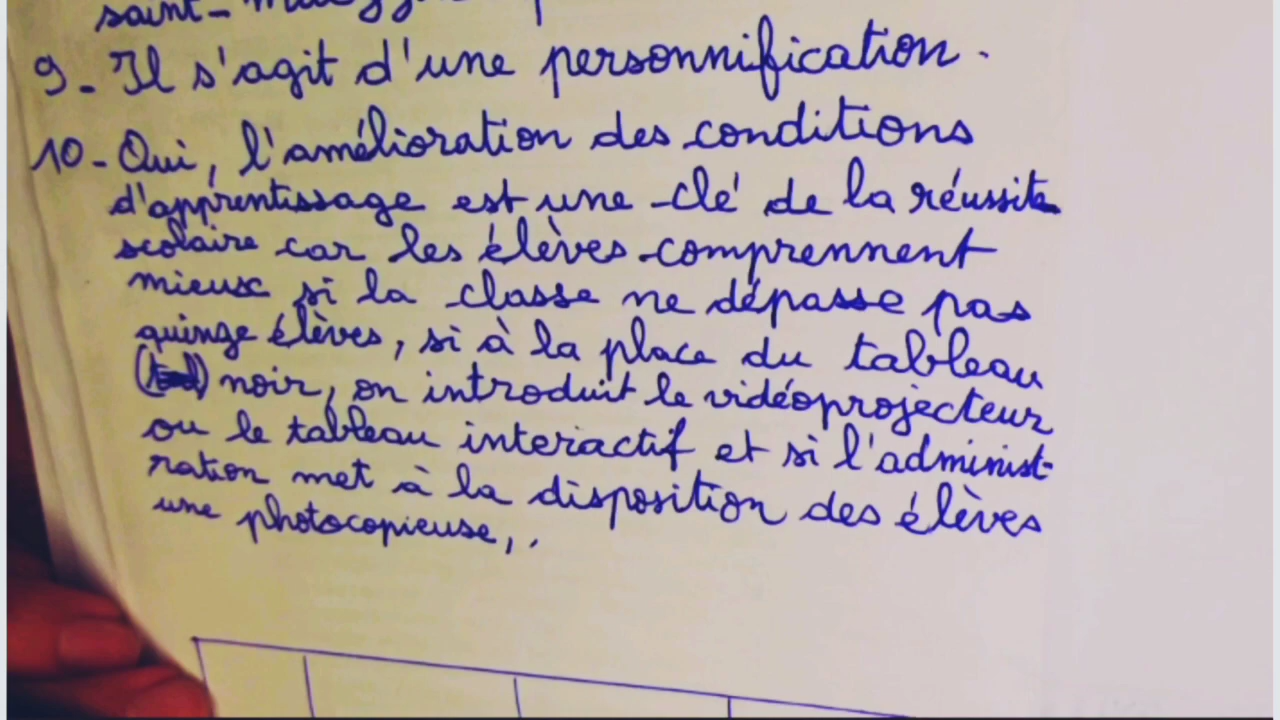 saint-
9- Il s'agit d'une personnification.
10- Oui, l'amélioration des conditions
d'apprentissage est une clé de la réussite
scolaire car les élèves comprennent
mieux si la classe ne dépasse pas
quinze élèves, si à la place du tableau
noir, on introduit le vidéoprojecteur
ou le tableau interactif et si l'administ-
ration met à la disposition des élèves
une photocopieuse, .